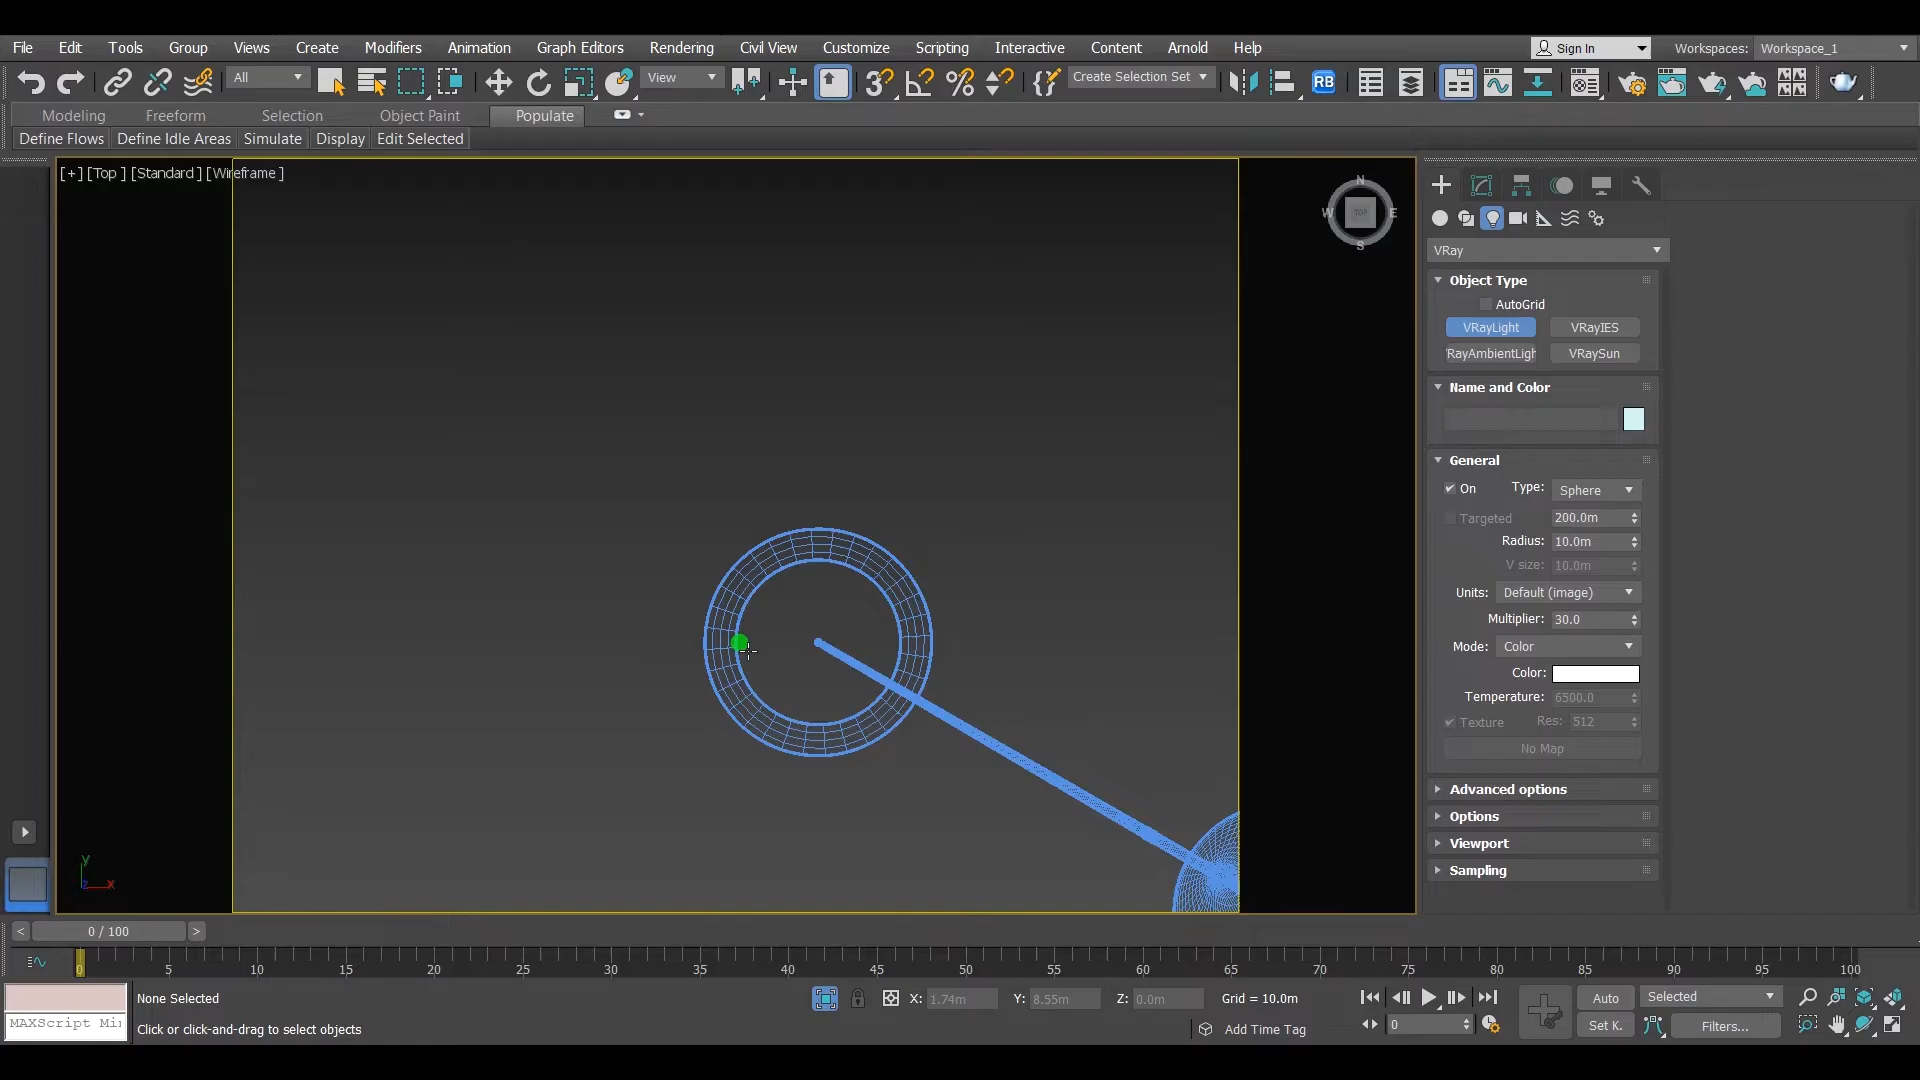 File Edit Tools Group Views Create Modifiers Animation Graph Editors Rendering Civil View Customize Scripting Interactive Content Arnold Help Sign In Workspaces: Workspace_1
All View Create Selection Set RB
Modeling Freeform Selection Object Paint Populate
Define Flows Define Idle Areas Simulate Display Edit Selected
[+] [Top ] [Standard ] [Wireframe ]
N
W TOP E
S
VRay
Object Type
AutoGrid
VRayLight VRayIES
RayAmbientLigh VRaySun
Name and Color
General
On Type: Sphere
Targeted 200.0m
Radius: 10.0m
V size: 10.0m
Units: Default (image)
Multiplier: 30.0
Mode: Color
Color:
Temperature: 6500.0
Texture Res: 512
No Map
Advanced options
Options
Viewport
Sampling
y
z x
< 0 / 100 >
0 5 10 15 20 25 30 35 40 45 50 55 60 65 70 75 80 85 90 95 100
None Selected X: 1.74m Y: 8.55m Z: 0.0m Grid = 10.0m Auto Selected
MAXScript Mi Click or click-and-drag to select objects Add Time Tag 0 Set K. Filters...